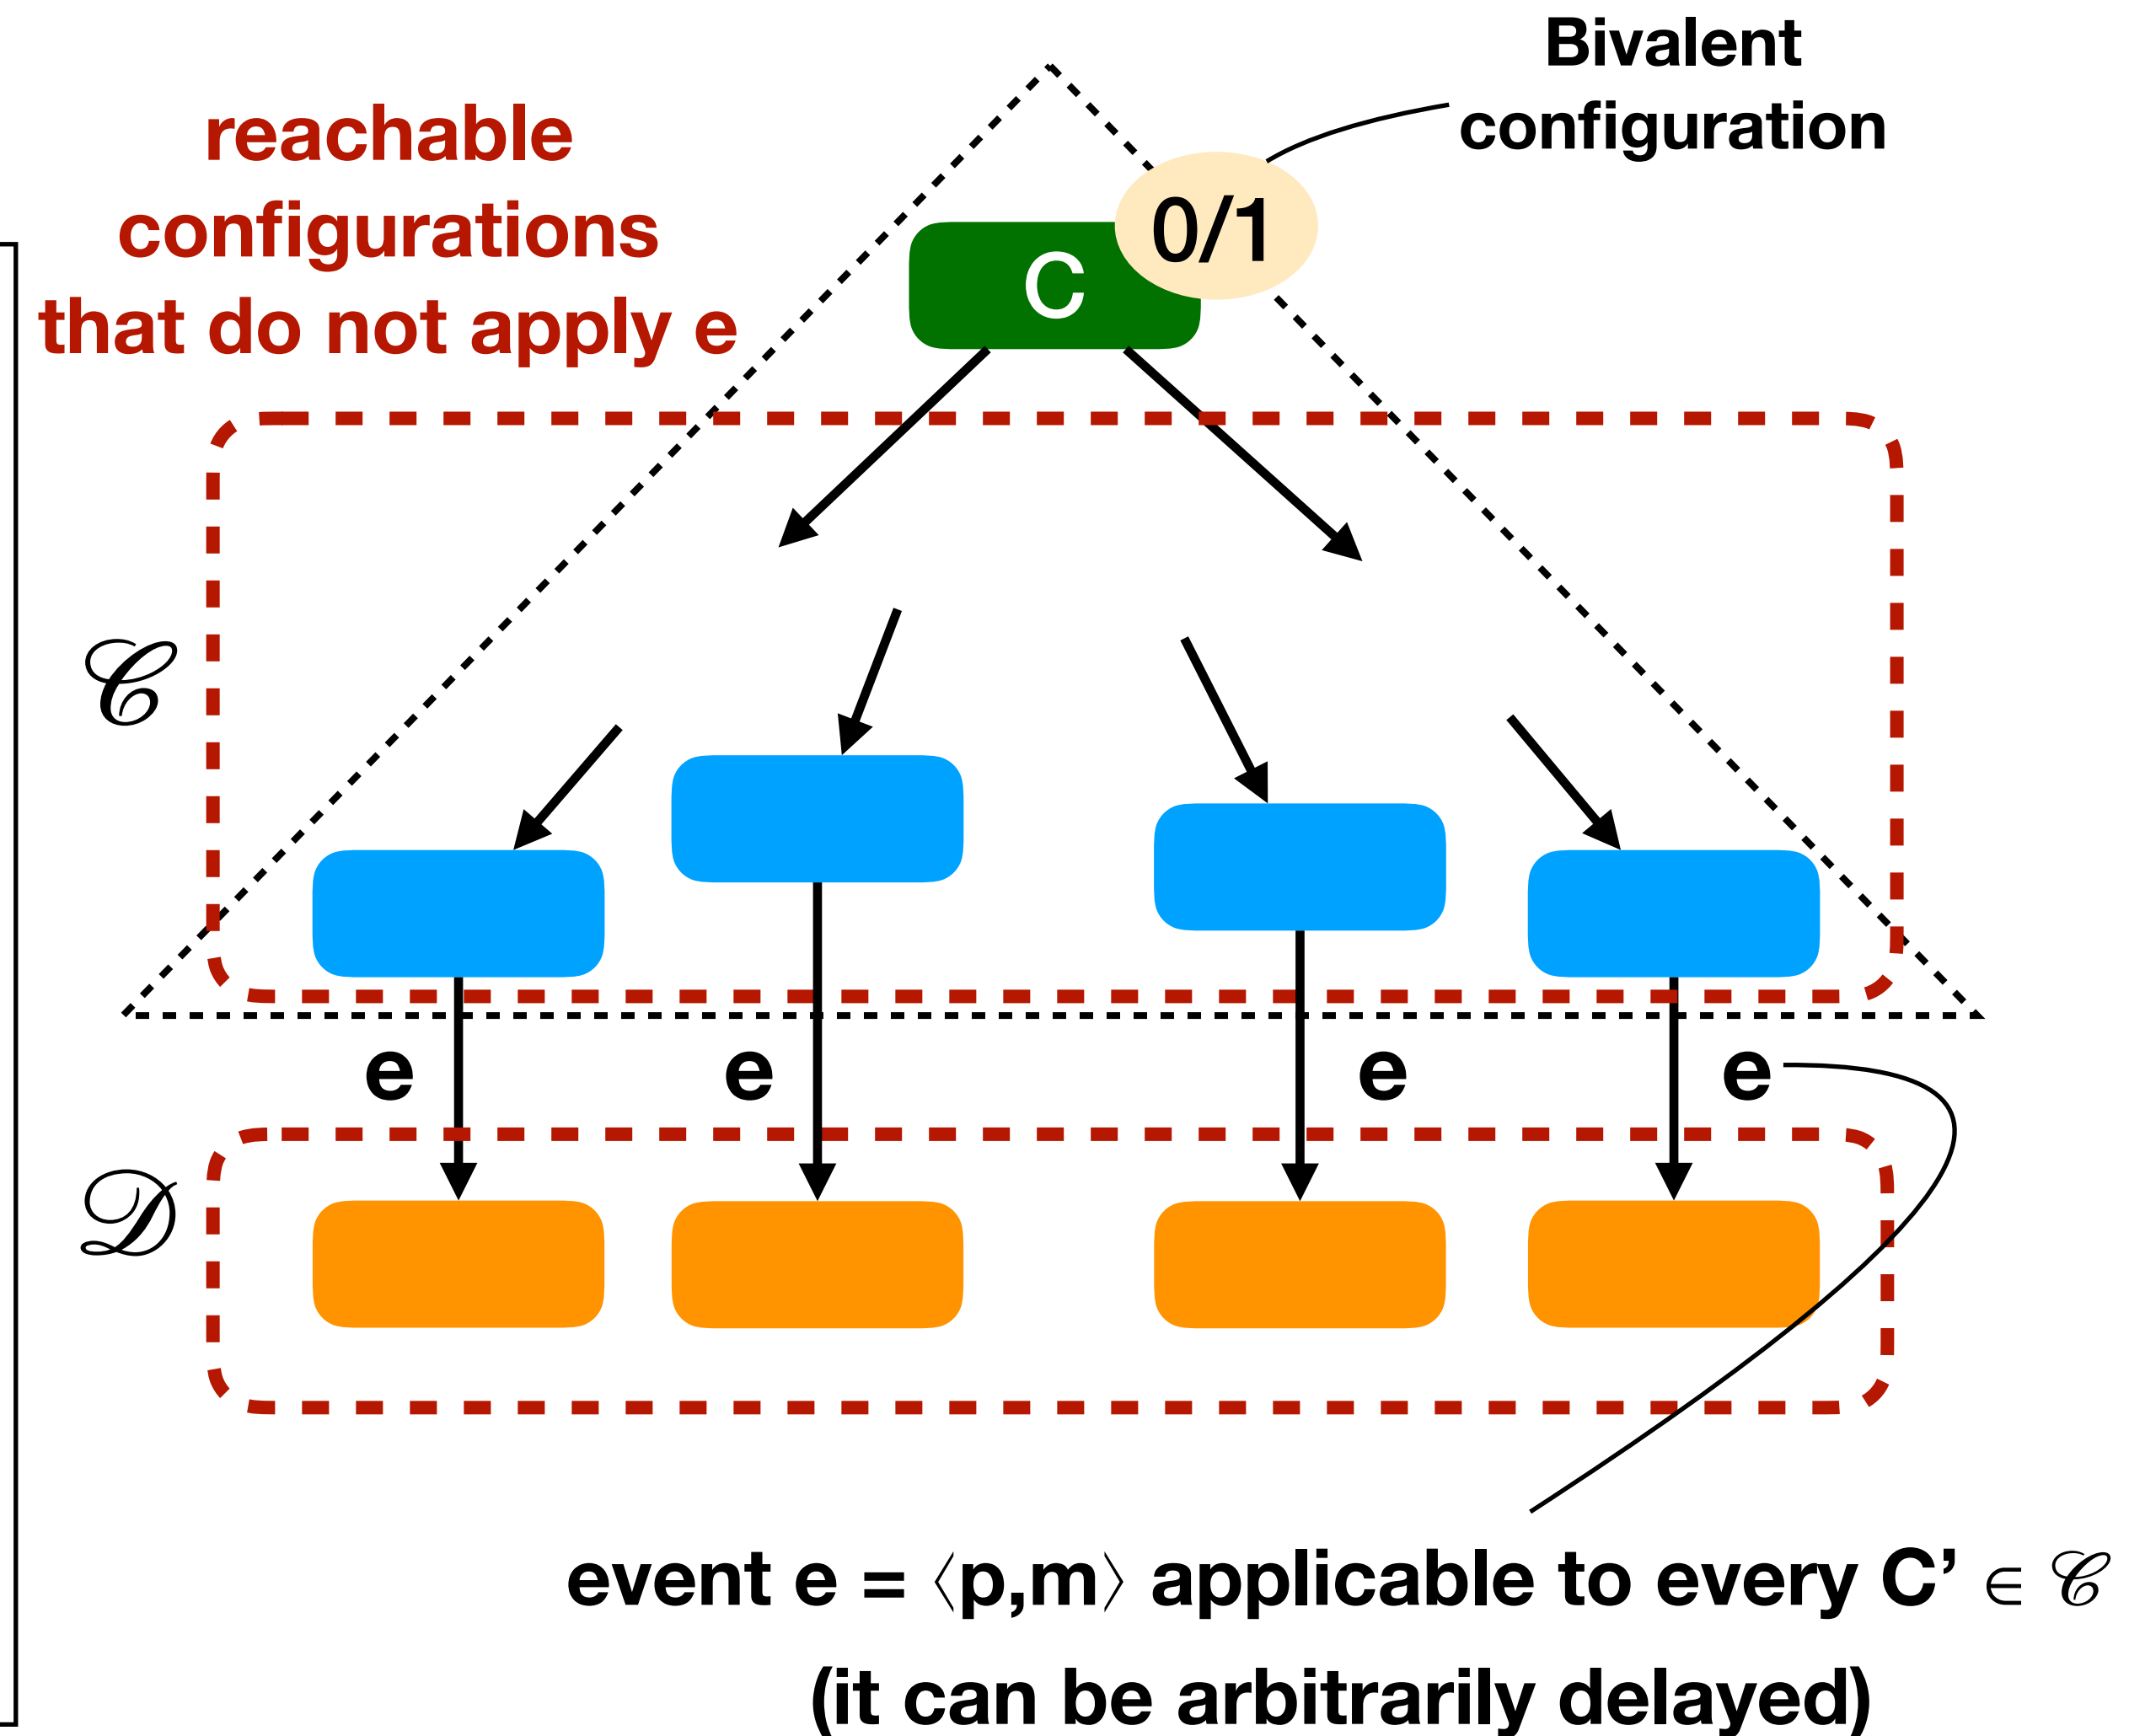 Bivalent
configuration
reachable
configurations
that do not apply e
0/1
C
𝒞
e e e e
𝒟
event e = ⟨p,m⟩ applicable to every C' ∈ 𝒞
(it can be arbitrarily delayed)